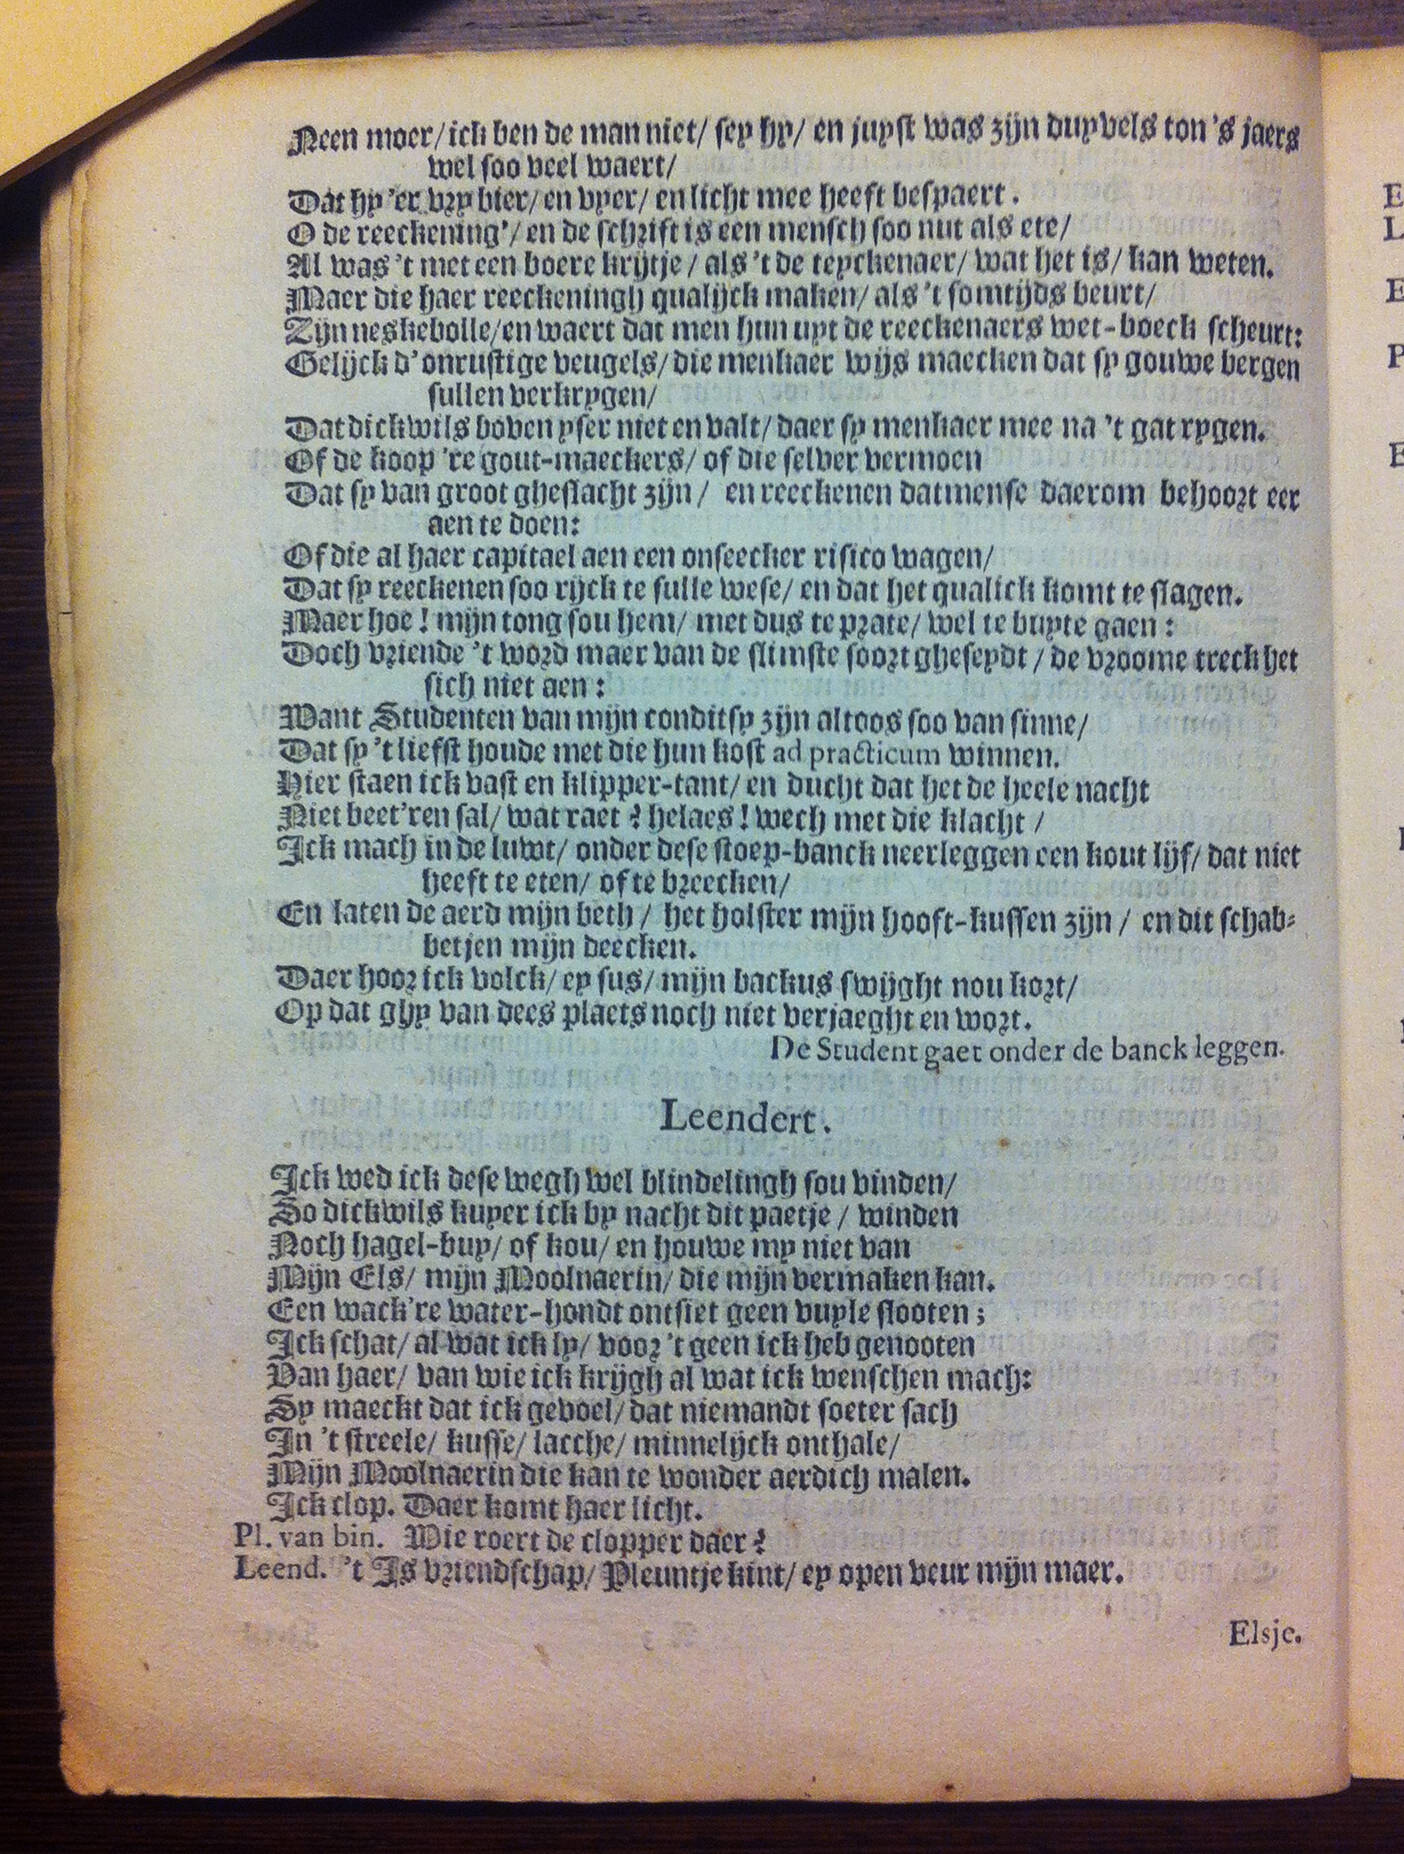 Neen moer/ ick ben de man niet/ sey hy/ en juyst was zijn duyvels ton 's jaers
wel soo veel waert/
Dat hy 'er vry bier/ en vyer/ en licht mee heeft bespaert.
O de reeckening'/ en de schrift is een mensch soo nut als ete/
Al was 't met een boere krijtje/ als 't de teyckenaer/ wat het is/ kan weten.
Maer die haer reeckeningh qualijck maken/ als 't somtijds beurt/
Zijn neskebolle/ en waert dat men hun uyt de reeckenaers wet-boeck scheurt:
Gelijck d'onrustige veugels/ die menkaer wijs maecken dat sy gouwe bergen
sullen verkrygen/
Dat dickwils boven yser niet en valt/ daer sy menkaer mee na 't gat rygen.
Of de koop 're gout-maeckers/ of die selver vermoen
Dat sy van groot gheslacht zijn/ en reeckenen datmense daerom behoort eer
aen te doen:
Of die al haer capitael aen een onseecker risico wagen/
Dat sy reeckenen soo rijck te sulle wese/ en dat het qualick komt te slagen.
Maer hoe! mijn tong sou hem/ met dus te prate/ wel te buyte gaen:
Doch vriende 't word maer van de slimste soort gheseydt/ de vroome treck het
sich niet aen:
Want Studenten van mijn conditsy zijn altoos soo van sinne/
Dat sy 't liefst houde met die hun kost ad practicum winnen.
Hier staen ick vast en klipper-tant/ en ducht dat het de heele nacht
Niet beet'ren sal/ wat raet? helaes! wech met die klacht/
Ick mach in de luwt/ onder dese stoep-banck neerleggen een kout lijf/ dat niet
heeft te eten/ of te breecken/
En laten de aerd mijn beth/ het holster mijn hooft-kussen zijn/ en dit schab-
betjen mijn deecken.
Daer hoor ick volck/ ey sus/ mijn backus swijght nou kort/
Op dat ghy van dees plaets noch niet verjaeght en wort.
De Student gaet onder de banck leggen.
Leendert.
Ick wed ick dese wegh wel blindelingh sou vinden/
So dickwils kuyer ick by nacht dit paetje/ winden
Noch hagel-buy/ of kou/ en houwe my niet van
Mijn Els/ mijn Moolnaerin/ die mijn vermaken kan.
Een wack're water-hondt ontsiet geen vuyle slooten;
Ick schat/ al wat ick ly/ voor 't geen ick heb genooten
Van haer/ van wie ick krijgh al wat ick wenschen mach:
Sy maeckt dat ick gevoel/ dat niemandt soeter sach
In 't streele/ kusse/ lacche/ minnelijck onthale/
Mijn Moolnaerin die kan te wonder aerdich malen.
Ick clop. Daer komt haer licht.
Pl. van bin. Wie roert de clopper daer?
Leend. 't Is vriendschap/ Pleuntje kint/ ey open veur mijn maer.
Elsje.